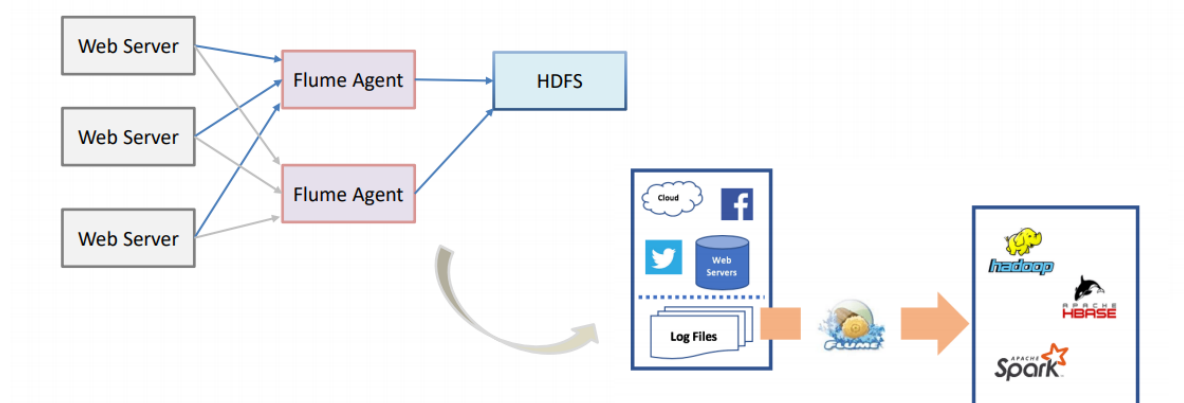 Web Server
Flume Agent
HDFS
Web Server
Flume Agent
Web Server
Cloud
Web
Servers
Log Files
FLUME
hadoop
APACHE
HBASE
APACHE
Spark